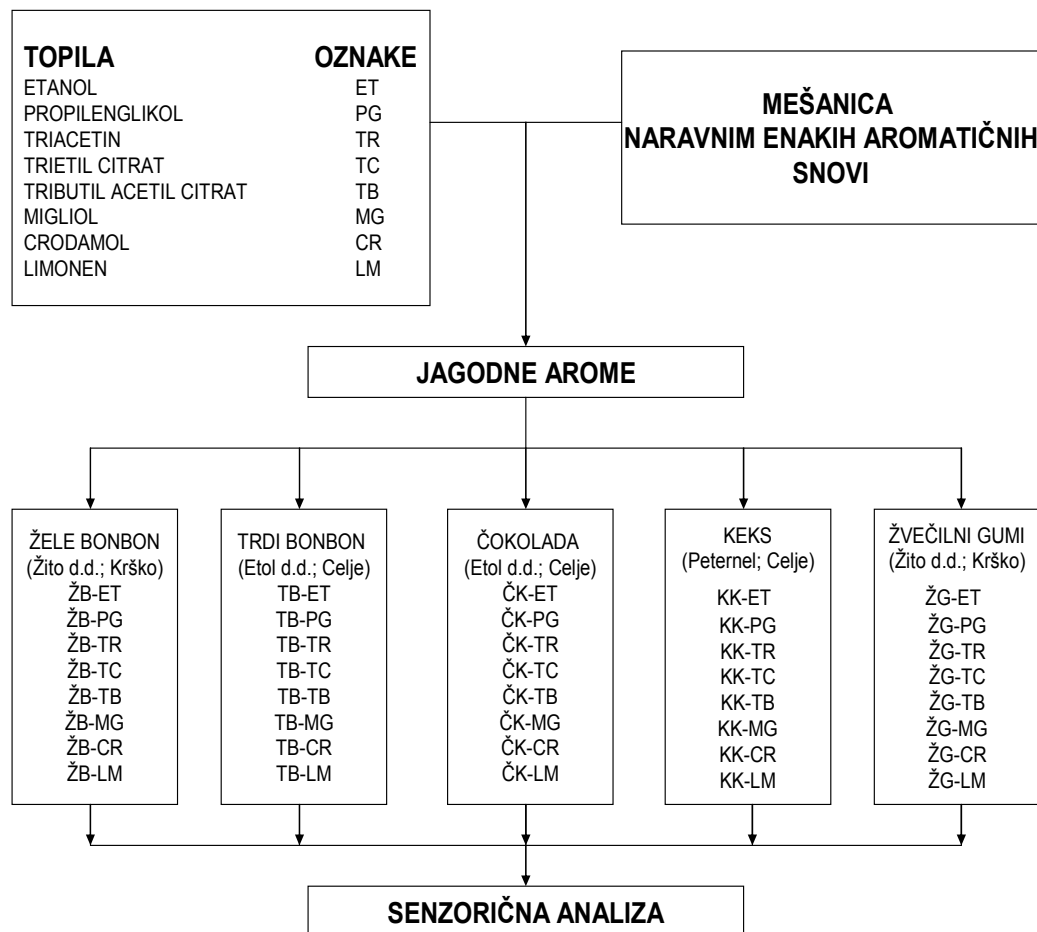 TOPILA OZNAKE
ETANOL ET
PROPILENGLIKOL PG
TRIACETIN TR
TRIETIL CITRAT TC
TRIBUTIL ACETIL CITRAT TB
MIGLIOL MG
CRODAMOL CR
LIMONEN LM
MEŠANICA
NARAVNIM ENAKIH AROMATIČNIH
SNOVI
JAGODNE AROME
ŽELE BONBON
(Žito d.d.; Krško)
ŽB-ET
ŽB-PG
ŽB-TR
ŽB-TC
ŽB-TB
ŽB-MG
ŽB-CR
ŽB-LM
TRDI BONBON
(Etol d.d.; Celje)
TB-ET
TB-PG
TB-TR
TB-TC
TB-TB
TB-MG
TB-CR
TB-LM
ČOKOLADA
(Etol d.d.; Celje)
ČK-ET
ČK-PG
ČK-TR
ČK-TC
ČK-TB
ČK-MG
ČK-CR
ČK-LM
KEKS
(Peternel; Celje)
KK-ET
KK-PG
KK-TR
KK-TC
KK-TB
KK-MG
KK-CR
KK-LM
ŽVEČILNI GUMI
(Žito d.d.; Krško)
ŽG-ET
ŽG-PG
ŽG-TR
ŽG-TC
ŽG-TB
ŽG-MG
ŽG-CR
ŽG-LM
SENZORIČNA ANALIZA